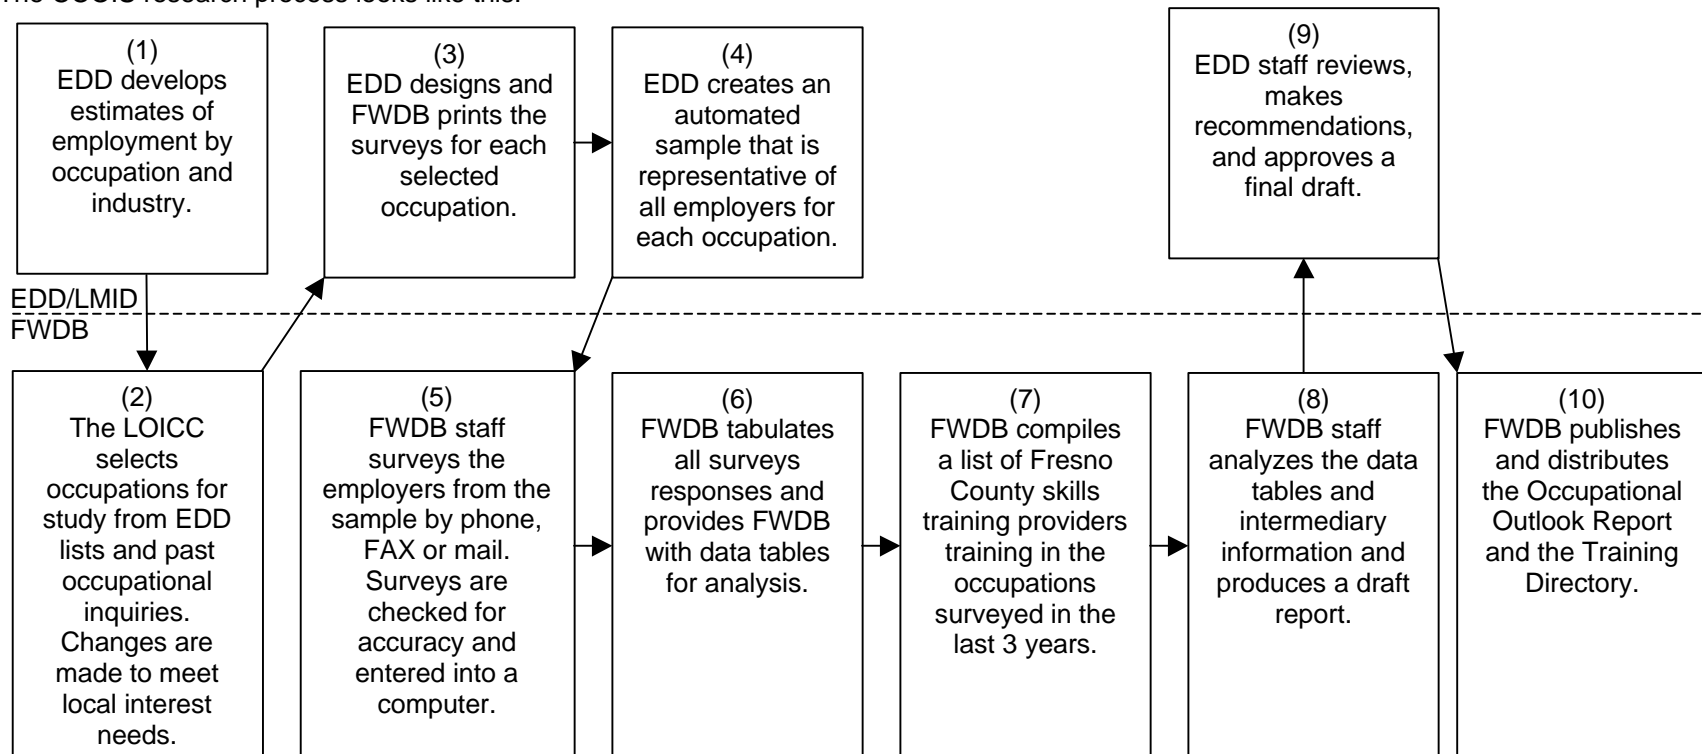 (1)
EDD develops
estimates of
employment by
occupation and
industry.
(3)
EDD designs and
FWDB prints the
surveys for each
selected
occupation.
(4)
EDD creates an
automated
sample that is
representative of
all employers for
each occupation.
(9)
EDD staff reviews,
makes
recommendations,
and approves a
final draft.
EDD/LMID
FWDB
(2)
The LOICC
selects
occupations for
study from EDD
lists and past
occupational
inquiries.
Changes are
made to meet
local interest
needs.
(5)
FWDB staff
surveys the
employers from the
sample by phone,
FAX or mail.
Surveys are
checked for
accuracy and
entered into a
computer.
(6)
FWDB tabulates
all surveys
responses and
provides FWDB
with data tables
for analysis.
(7)
FWDB compiles
a list of Fresno
County skills
training providers
training in the
occupations
surveyed in the
last 3 years.
(8)
FWDB staff
analyzes the data
tables and
intermediary
information and
produces a draft
report.
(10)
FWDB publishes
and distributes
the Occupational
Outlook Report
and the Training
Directory.